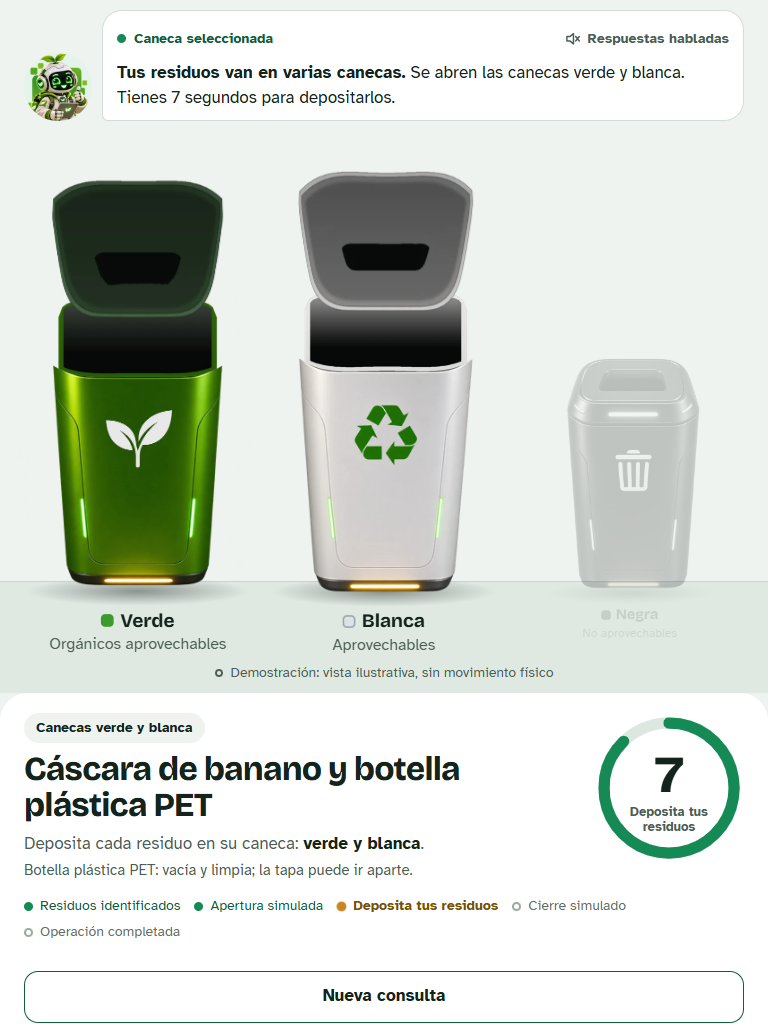 Caneca seleccionada
Respuestas habladas
Tus residuos van en varias canecas. Se abren las canecas verde y blanca.
Tienes 7 segundos para depositarlos.
Verde
Orgánicos aprovechables
Blanca
Aprovechables
Negra
No aprovechables
Demostración: vista ilustrativa, sin movimiento físico
Canecas verde y blanca
Cáscara de banano y botella
plástica PET
Deposita cada residuo en su caneca: verde y blanca.
Botella plástica PET: vacía y limpia; la tapa puede ir aparte.
7
Deposita tus
residuos
Residuos identificados
Apertura simulada
Deposita tus residuos
Cierre simulado
Operación completada
Nueva consulta